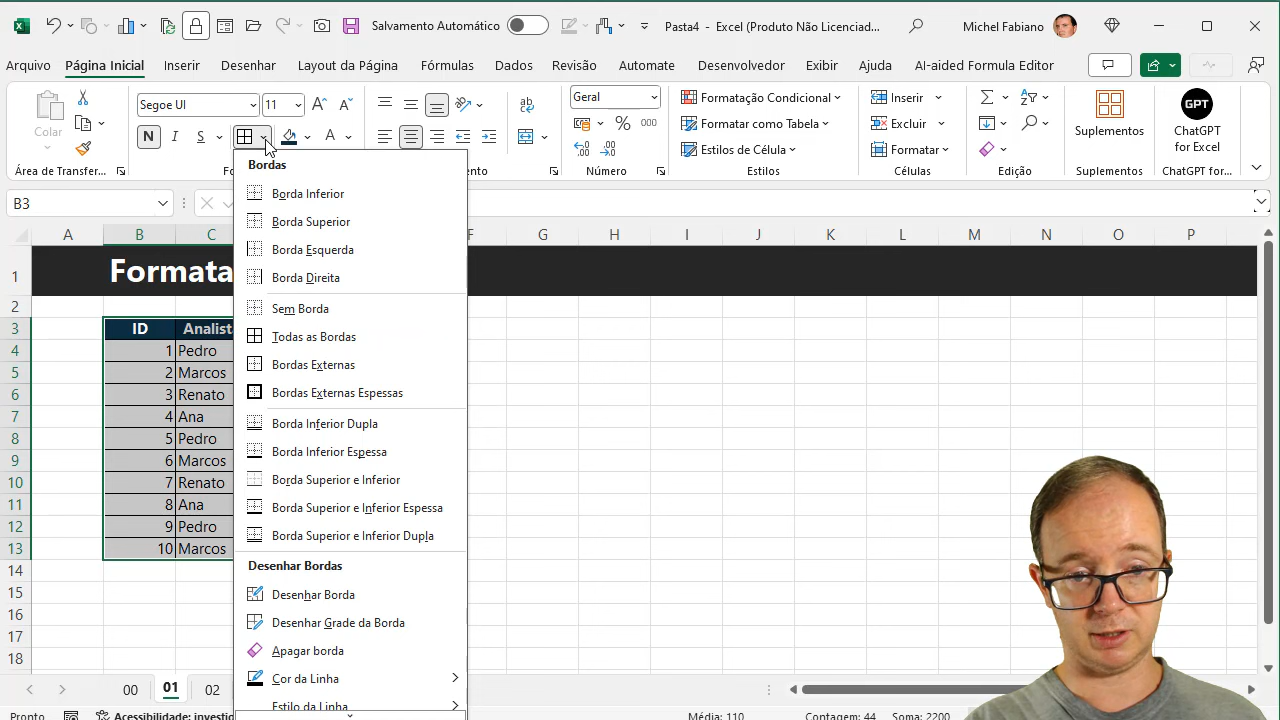 Salvamento Automático
Pasta4 - Excel (Produto Não Licenciad...
Michel Fabiano
Arquivo Página Inicial Inserir Desenhar Layout da Página Fórmulas Dados Revisão Automate Desenvolvedor Exibir Ajuda AI-aided Formula Editor
Colar
Segoe UI 11
N I S A
Geral
% 000
Formatação Condicional
Formatar como Tabela
Estilos de Célula
Inserir
Excluir
Formatar
Suplementos
GPT
ChatGPT
for Excel
Área de Transfer...
Número
Estilos
Células
Edição
Suplementos
ChatGPT for...
B3
A B C F G H I J K L M N O P
1 Formata
2
3 ID Analist
4 1 Pedro
5 2 Marcos
6 3 Renato
7 4 Ana
8 5 Pedro
9 6 Marcos
10 7 Renato
11 8 Ana
12 9 Pedro
13 10 Marcos
14
15
16
17
18
Bordas
Borda Inferior
Borda Superior
Borda Esquerda
Borda Direita
Sem Borda
Todas as Bordas
Bordas Externas
Bordas Externas Espessas
Borda Inferior Dupla
Borda Inferior Espessa
Borda Superior e Inferior
Borda Superior e Inferior Espessa
Borda Superior e Inferior Dupla
Desenhar Bordas
Desenhar Borda
Desenhar Grade da Borda
Apagar borda
Cor da Linha
Estilo da Linha
00 01 02
Pronto
Média: 110 Contagem: 44 Soma: 2200